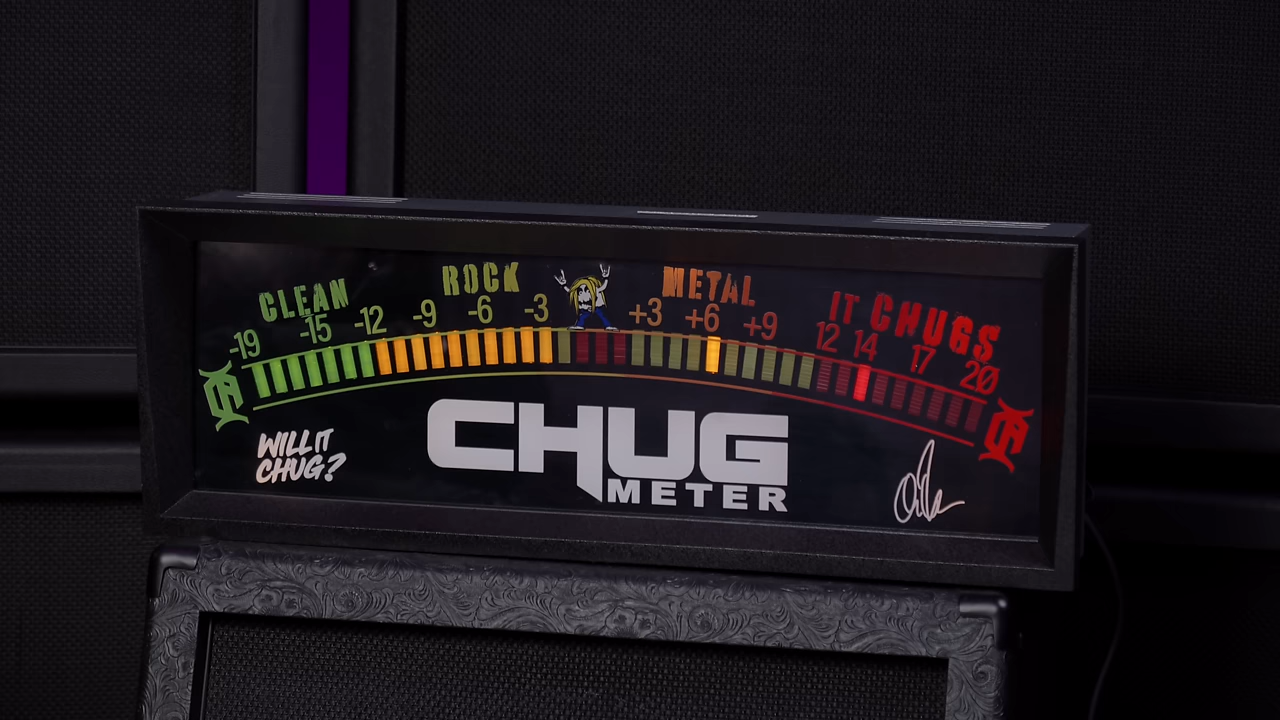 CLEAN ROCK METAL IT CHUGS
-19 -15 -12 -9 -6 -3 +3 +6 +9 12 14 17 20
WILL IT
CHUG?
CHUG
METER